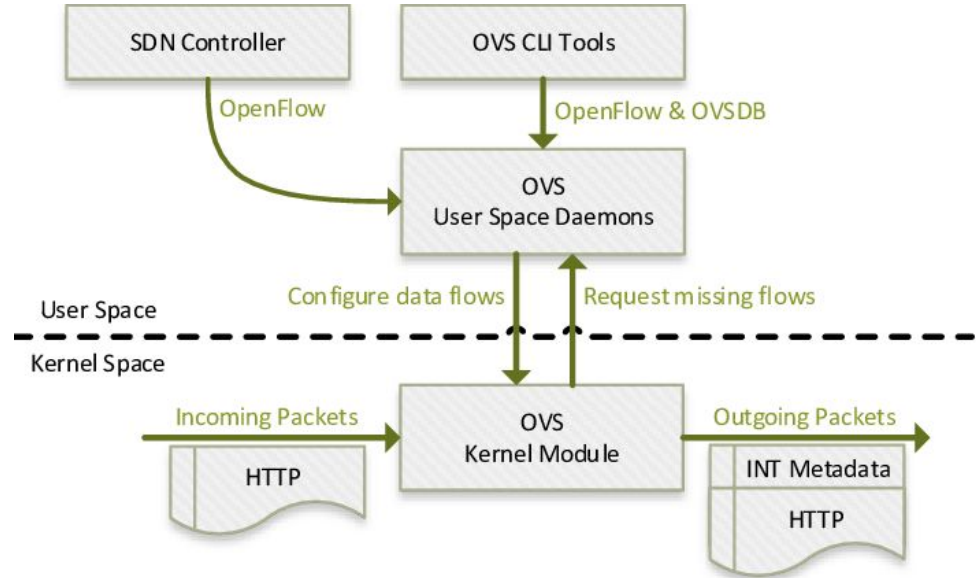 SDN Controller
OVS CLI Tools
OpenFlow
OpenFlow & OVSDB
OVS
User Space Daemons
Configure data flows
Request missing flows
User Space
Kernel Space
Incoming Packets
OVS
Kernel Module
Outgoing Packets
HTTP
INT Metadata
HTTP